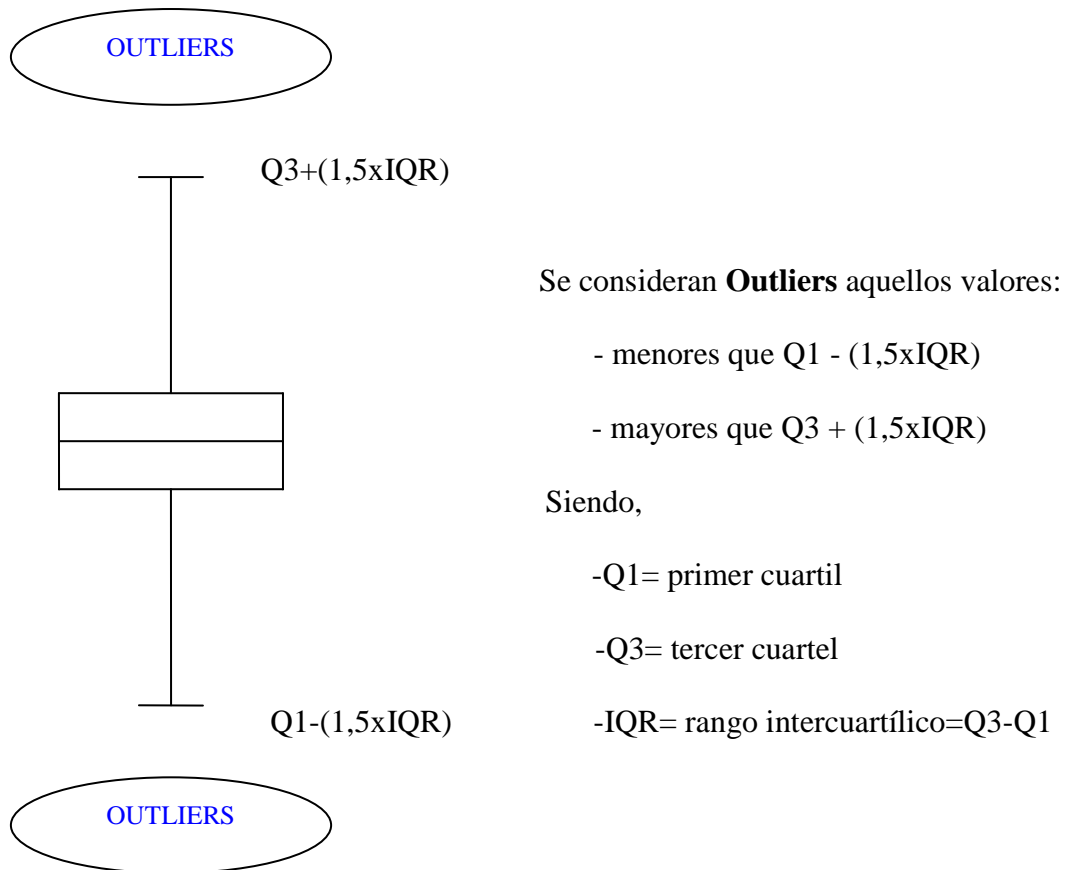 OUTLIERS
Q3+(1,5xIQR)
Se consideran Outliers aquellos valores:
- menores que Q1 - (1,5xIQR)
- mayores que Q3 + (1,5xIQR)
Siendo,
-Q1= primer cuartil
-Q3= tercer cuartel
Q1-(1,5xIQR)
-IQR= rango intercuartílico=Q3-Q1
OUTLIERS